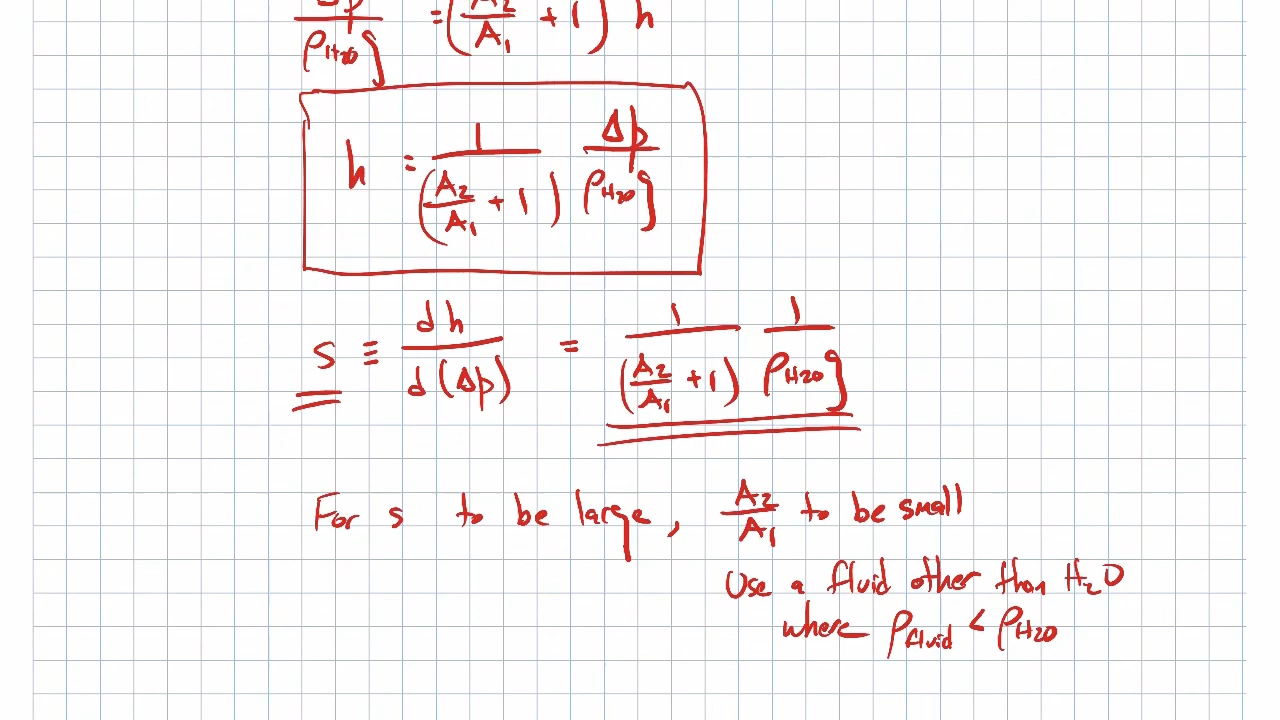 Δp/ρH₂O g = (A₂/A₁ + 1) h
h = 1/(A₂/A₁ + 1) Δp/ρH₂O g
s ≡ dh/d(Δp) = 1/(A₂/A₁ + 1) 1/ρH₂O g
For s to be large, A₂/A₁ to be small
Use a fluid other than H₂O
where ρfluid < ρH₂O